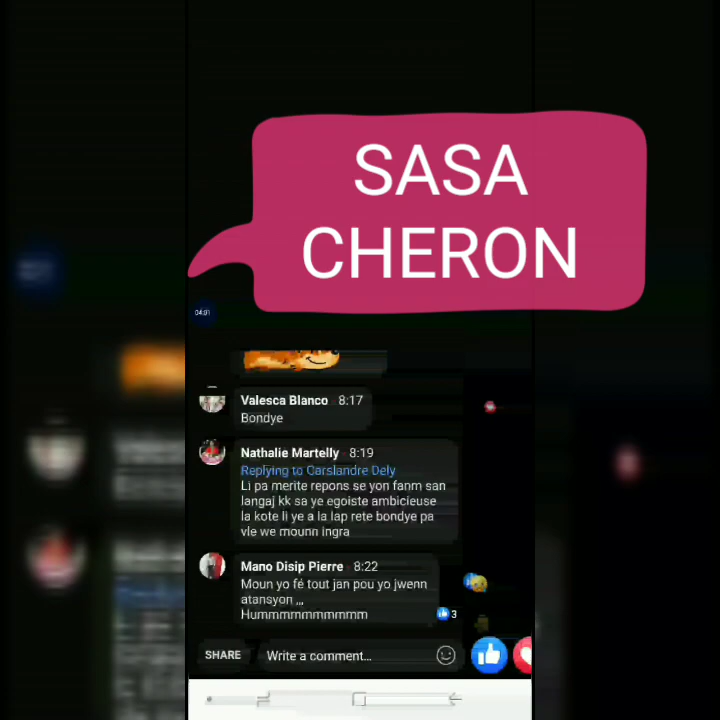 SASA
CHERON
04:01
Valesca Blanco 8:17
Bondye
Nathalie Martelly 8:19
Replying to Carslandre Dely
Li pa merite repons se yon fanm san
langaj kk sa ye egoiste ambicieuse
la kote li ye a la lap rete bondye pa
vle we mounn ingra
Mano Disip Pierre 8:22
Moun yo fé tout jan pou yo jwenn
atansyon ,,,
Hummmmmmmmmm
3
SHARE Write a comment...